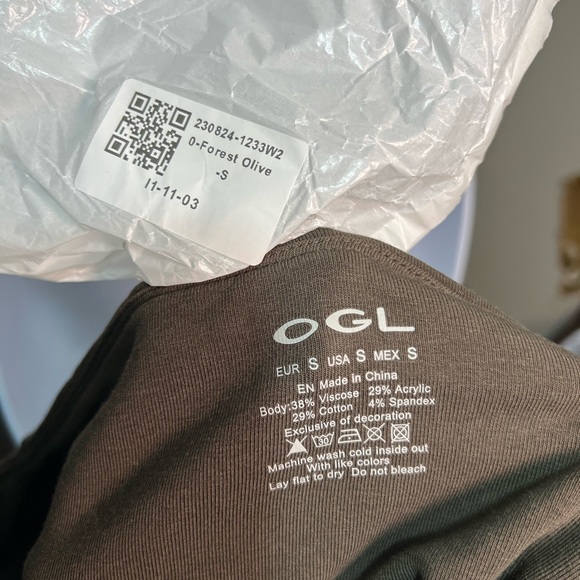 230824-1233W2
0-Forest Olive
-S
I1-11-03
OGL
EUR S USA S MEX S
EN Made in China
Body:38% Viscose 29% Acrylic
29% Cotton 4% Spandex
Exclusive of decoration
Machine wash cold inside out
With like colors
Lay flat to dry Do not bleach